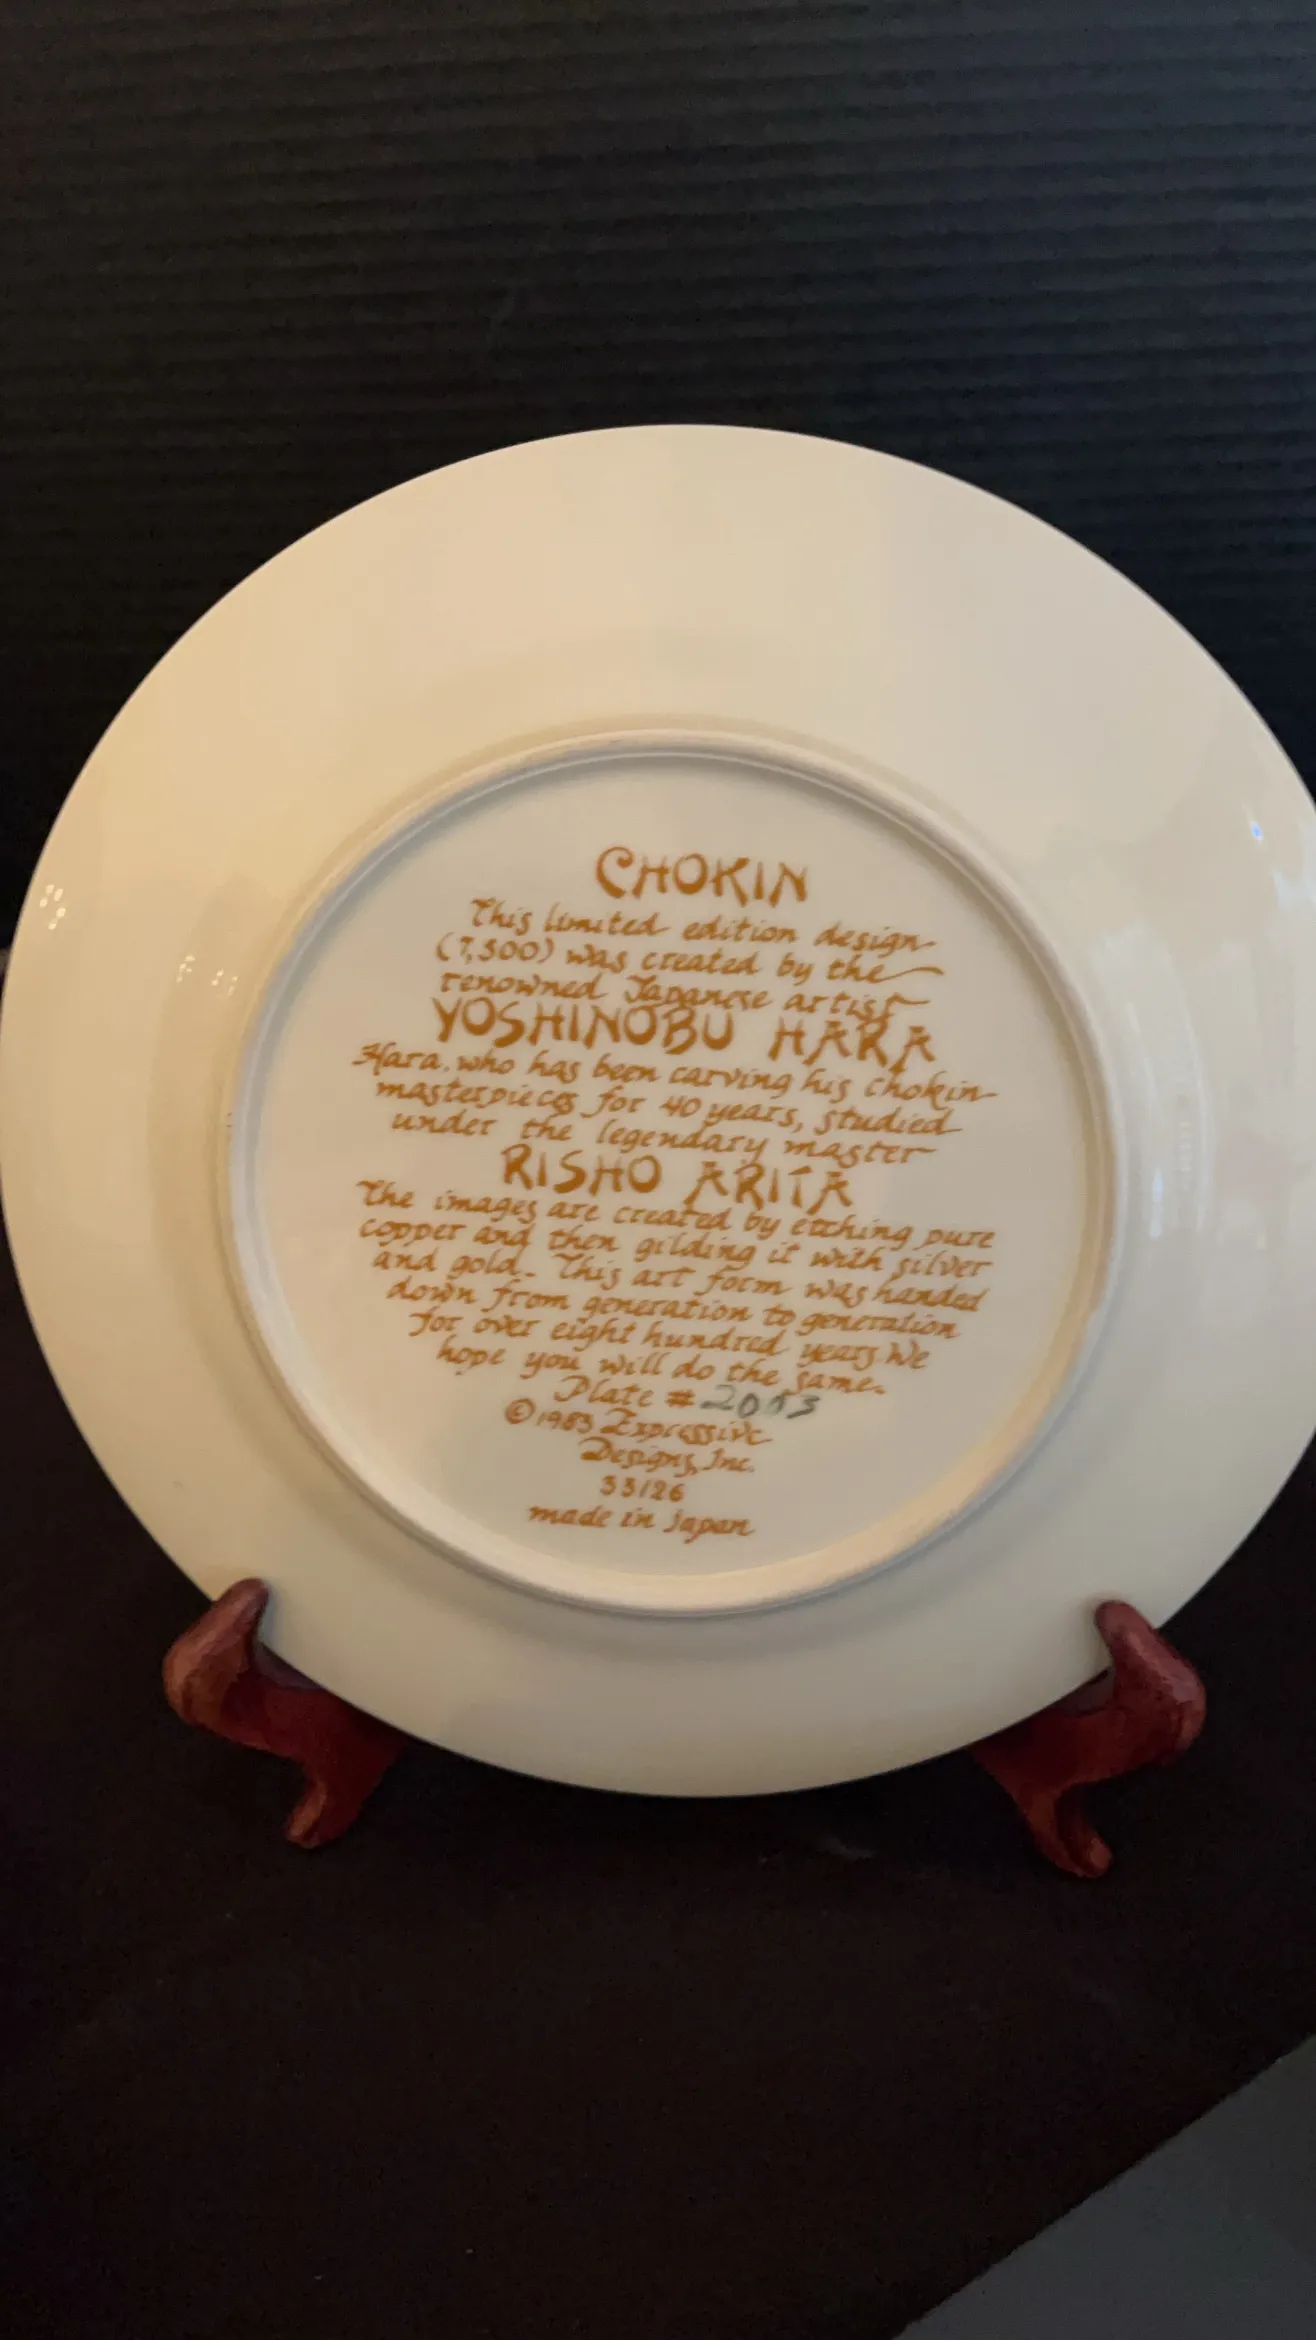 CHOKIN
This limited edition design
(7,500) was created by the
renowned Japanese artist
YOSHINOBU HARA
Hara, who has been carving his chokin
masterpieces for 40 years, studied
under the legendary master
RISHO ARITA
The images are created by etching pure
copper and then gilding it with silver
and gold. This art form was handed
down from generation to generation
for over eight hundred years. We
hope you will do the same.
Plate #
©1983 Expressive
Designs, Inc.
33126
made in japan